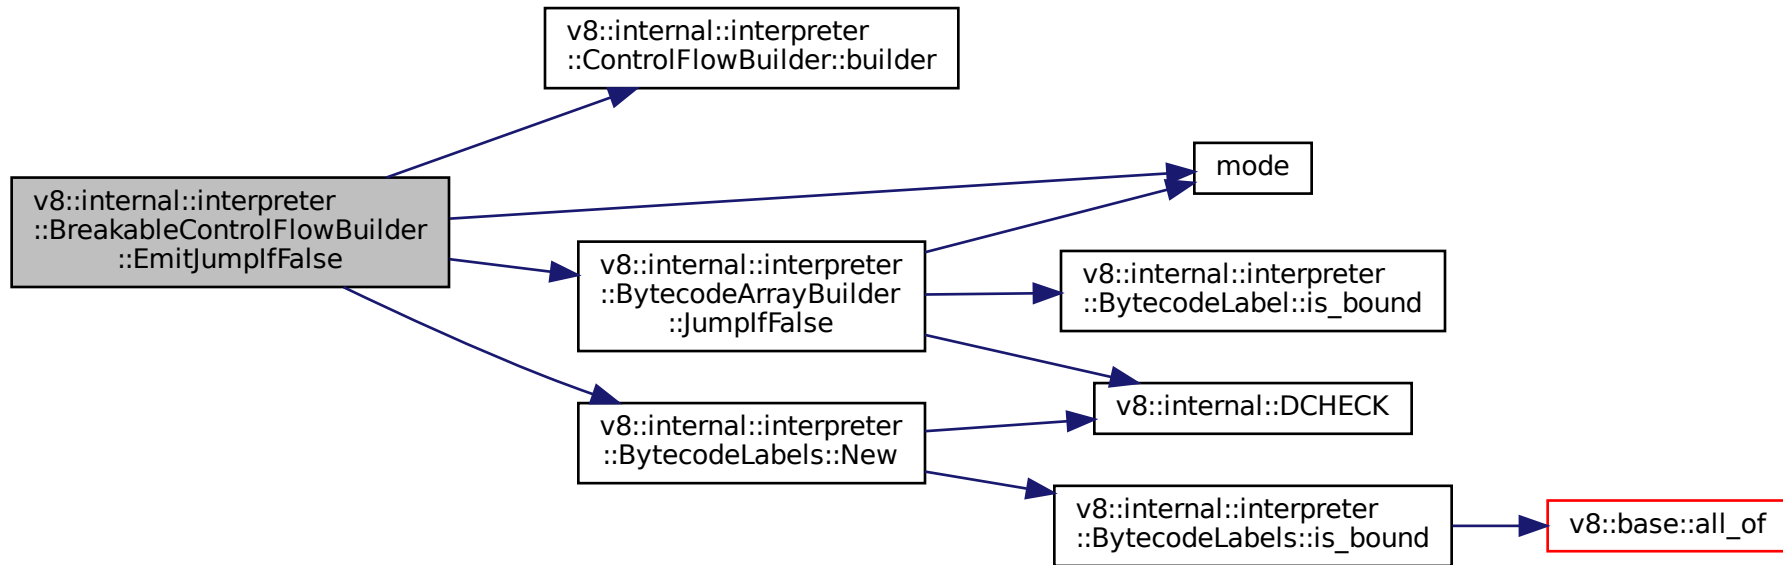 v8::internal::interpreter
::ControlFlowBuilder::builder
mode
v8::internal::interpreter
::BreakableControlFlowBuilder
::EmitJumpIfFalse
v8::internal::interpreter
::BytecodeArrayBuilder
::JumpIfFalse
v8::internal::interpreter
::BytecodeLabel::is_bound
v8::internal::DCHECK
v8::internal::interpreter
::BytecodeLabels::New
v8::internal::interpreter
::BytecodeLabels::is_bound
v8::base::all_of